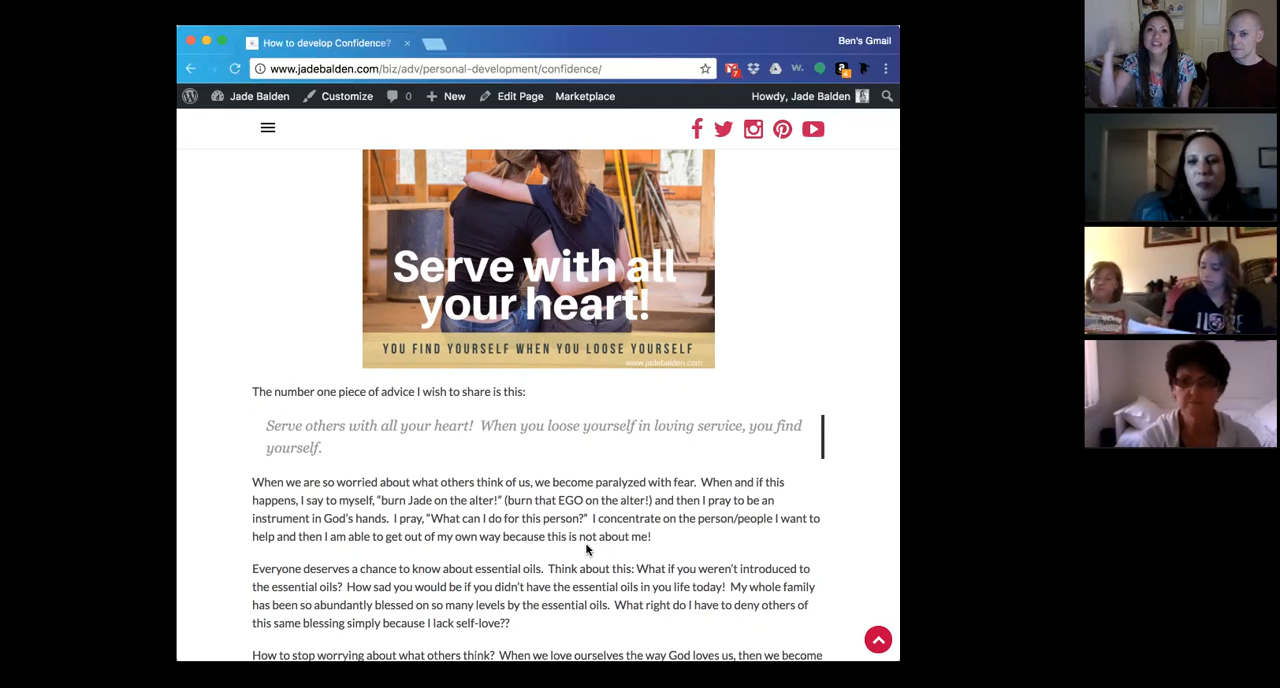 How to develop Confidence?
Ben's Gmail
www.jadebalden.com/biz/adv/personal-development/confidence/
Jade Balden Customize 0 New Edit Page Marketplace Howdy, Jade Balden
Serve with all
your heart!
YOU FIND YOURSELF WHEN YOU LOOSE YOURSELF
www.jadebalden.com
The number one piece of advice I wish to share is this:
Serve others with all your heart! When you loose yourself in loving service, you find
yourself.
When we are so worried about what others think of us, we become paralyzed with fear. When and if this
happens, I say to myself, “burn Jade on the alter!” (burn that EGO on the alter!) and then I pray to be an
instrument in God’s hands. I pray, “What can I do for this person?” I concentrate on the person/people I want to
help and then I am able to get out of my own way because this is not about me!
Everyone deserves a chance to know about essential oils. Think about this: What if you weren’t introduced to
the essential oils? How sad you would be if you didn’t have the essential oils in you life today! My whole family
has been so abundantly blessed on so many levels by the essential oils. What right do I have to deny others of
this same blessing simply because I lack self-love??
How to stop worrying about what others think? When we love ourselves the way God loves us, then we become